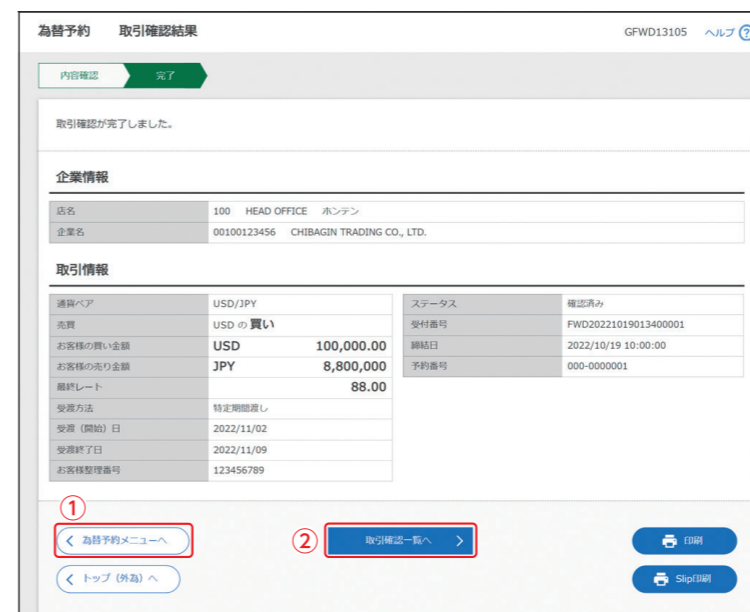 為替予約 取引確認結果 GFWD13105 ヘルプ ?
内容確認 完了
取引確認が完了しました。
企業情報
店名 100 HEAD OFFICE ホンテン
企業名 00100123456 CHIBAGIN TRADING CO., LTD.
取引情報
通貨ペア USD/JPY
売買 USD の 買い
お客様の買い金額 USD 100,000.00
お客様の売り金額 JPY 8,800,000
最終レート 88.00
受渡方法 特定期間渡し
受渡（開始）日 2022/11/02
受渡終了日 2022/11/09
お客様整理番号 123456789
ステータス 確認済み
受付番号 FWD20221019013400001
締結日 2022/10/19 10:00:00
予約番号 000-0000001
①
為替予約メニューへ
②
取引確認一覧へ
印刷
トップ（外為）へ
Slip印刷